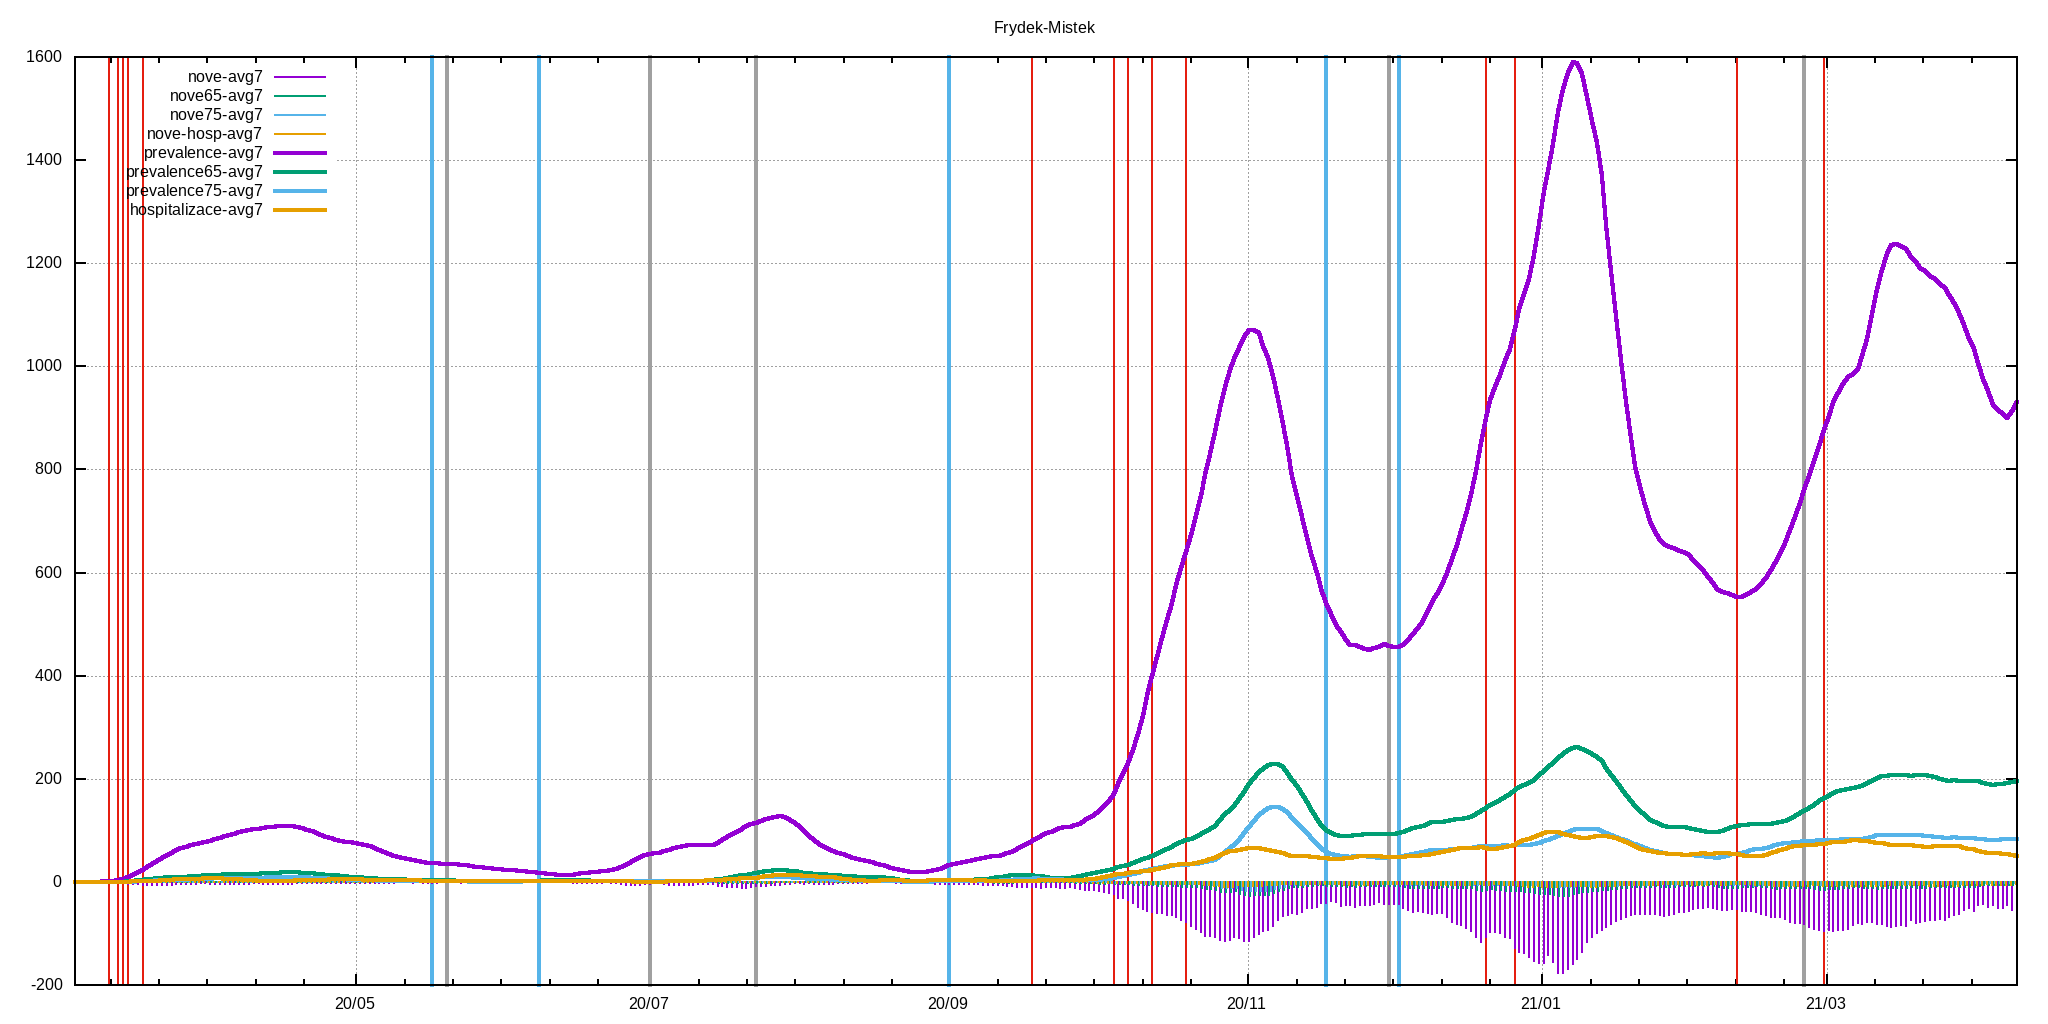 Frydek-Mistek
1600
1400
1200
1000
800
600
400
200
0
-200
nove-avg7
nove65-avg7
nove75-avg7
nove-hosp-avg7
prevalence-avg7
prevalence65-avg7
prevalence75-avg7
hospitalizace-avg7
20/05
20/07
20/09
20/11
21/01
21/03